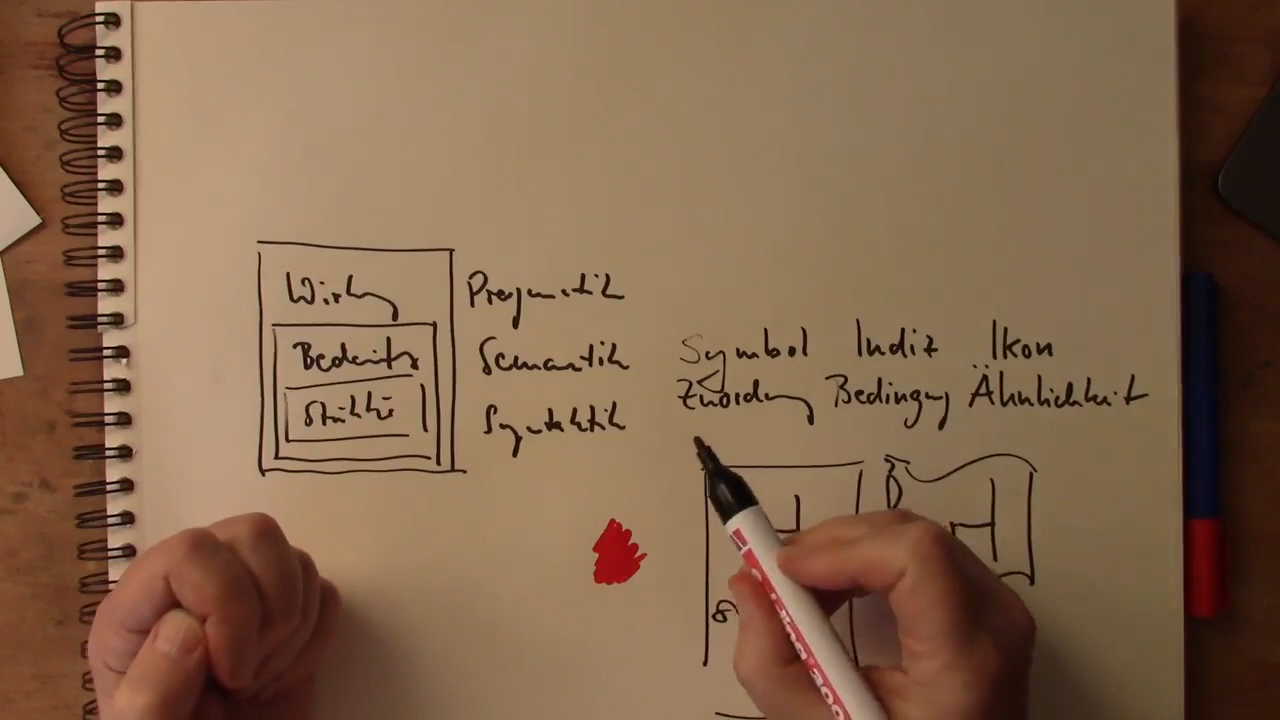 Wirkung Pragmatik
Bedeutung Semantik
Struktur Syntaktik
Symbol Indiz Ikon
Zuordnung Bedingung Ähnlichkeit